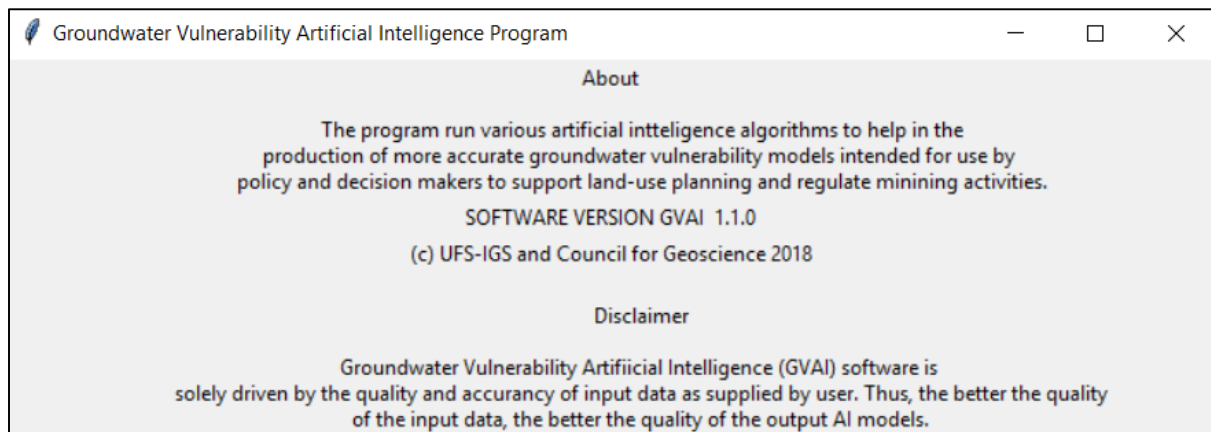 Groundwater Vulnerability Artificial Intelligence Program
About
The program run various artificial intteligence algorithms to help in the
production of more accurate groundwater vulnerability models intended for use by
policy and decision makers to support land-use planning and regulate minining activities.
SOFTWARE VERSION GVAI  1.1.0
(c) UFS-IGS and Council for Geoscience 2018
Disclaimer
Groundwater Vulnerability Artifiicial Intelligence (GVAI) software is
solely driven by the quality and accurancy of input data as supplied by user. Thus, the better the quality
of the input data, the better the quality of the output AI models.